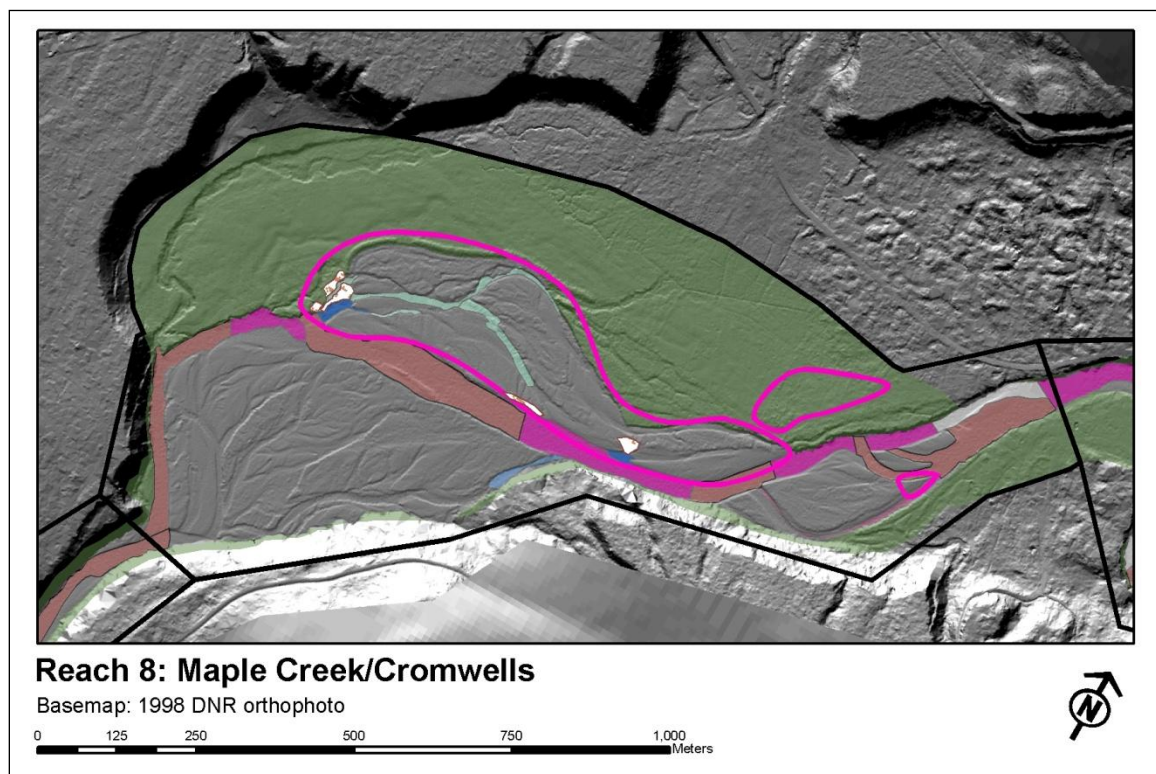 Reach 8: Maple Creek/Cromwells
Basemap: 1998 DNR orthophoto
0 125 250 500 750 1,000
Meters
N